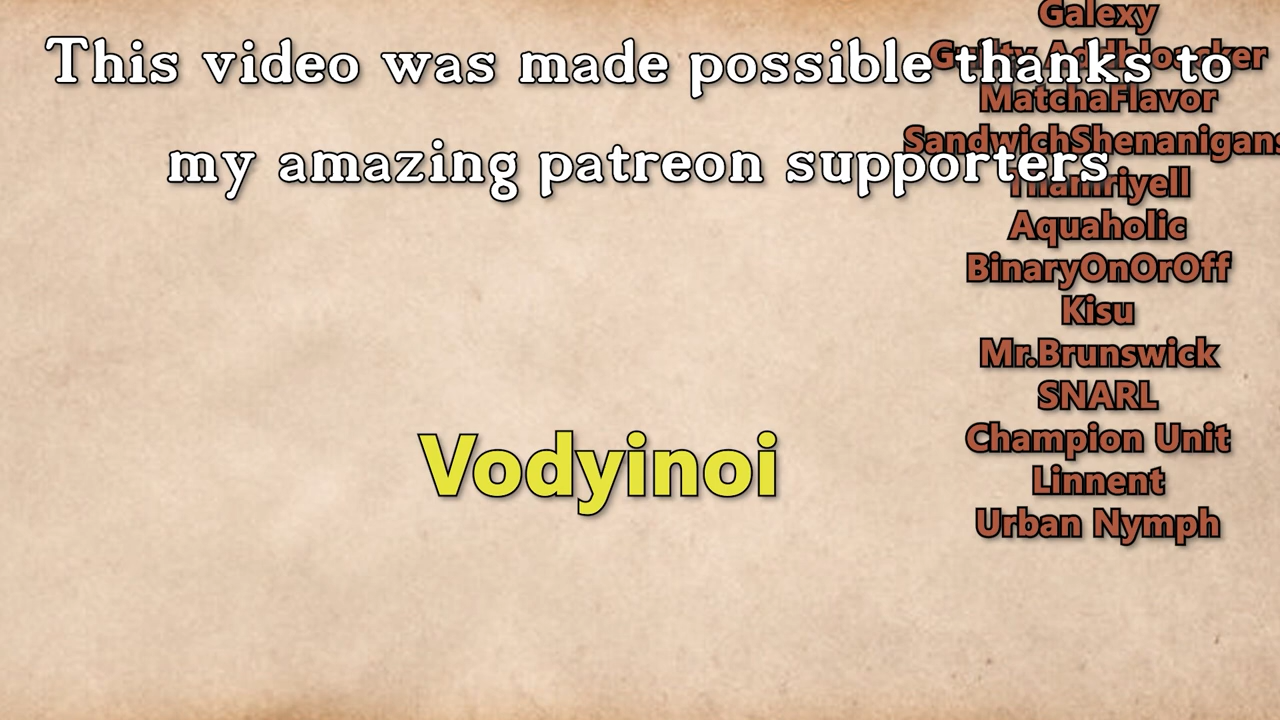 This video was made possible thanks to
my amazing patreon supporters
Galexy
MatchaFlavor
SandwichShenanigans
Aquaholic
BinaryOnOrOff
Kisu
Mr.Brunswick
SNARL
Champion Unit
Linnent
Urban Nymph
Vodyinoi